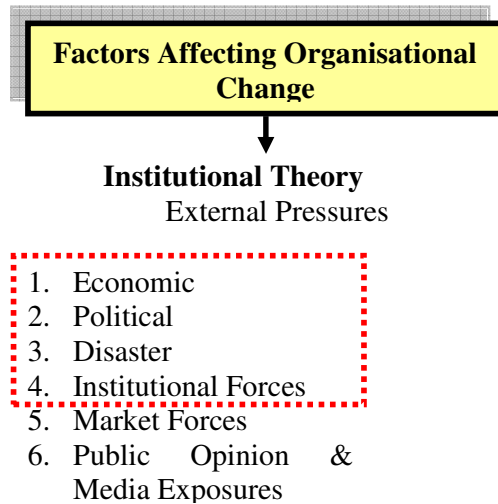 Factors Affecting Organisational
Change
Institutional Theory
External Pressures
1. Economic
2. Political
3. Disaster
4. Institutional Forces
5. Market Forces
6. Public Opinion &
Media Exposures